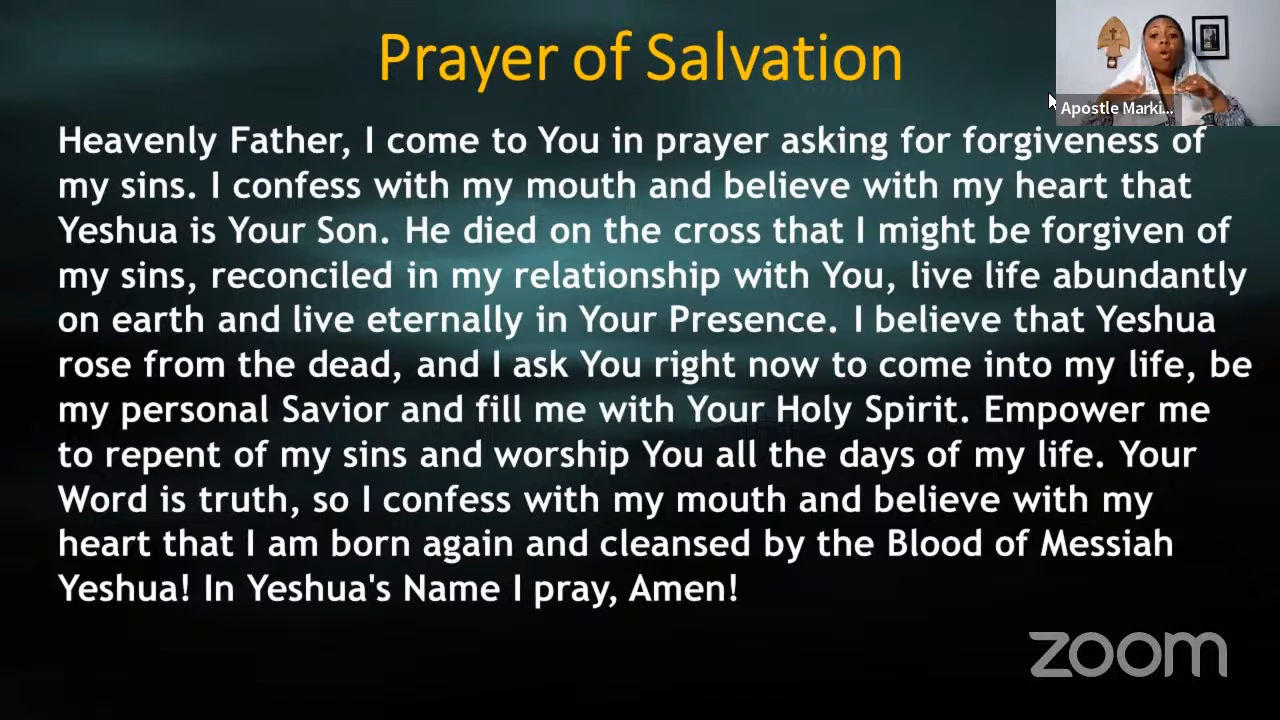 Prayer of Salvation
Apostle Marki...
Heavenly Father, I come to You in prayer asking for forgiveness of
my sins. I confess with my mouth and believe with my heart that
Yeshua is Your Son. He died on the cross that I might be forgiven of
my sins, reconciled in my relationship with You, live life abundantly
on earth and live eternally in Your Presence. I believe that Yeshua
rose from the dead, and I ask You right now to come into my life, be
my personal Savior and fill me with Your Holy Spirit. Empower me
to repent of my sins and worship You all the days of my life. Your
Word is truth, so I confess with my mouth and believe with my
heart that I am born again and cleansed by the Blood of Messiah
Yeshua! In Yeshua's Name I pray, Amen!
zoom